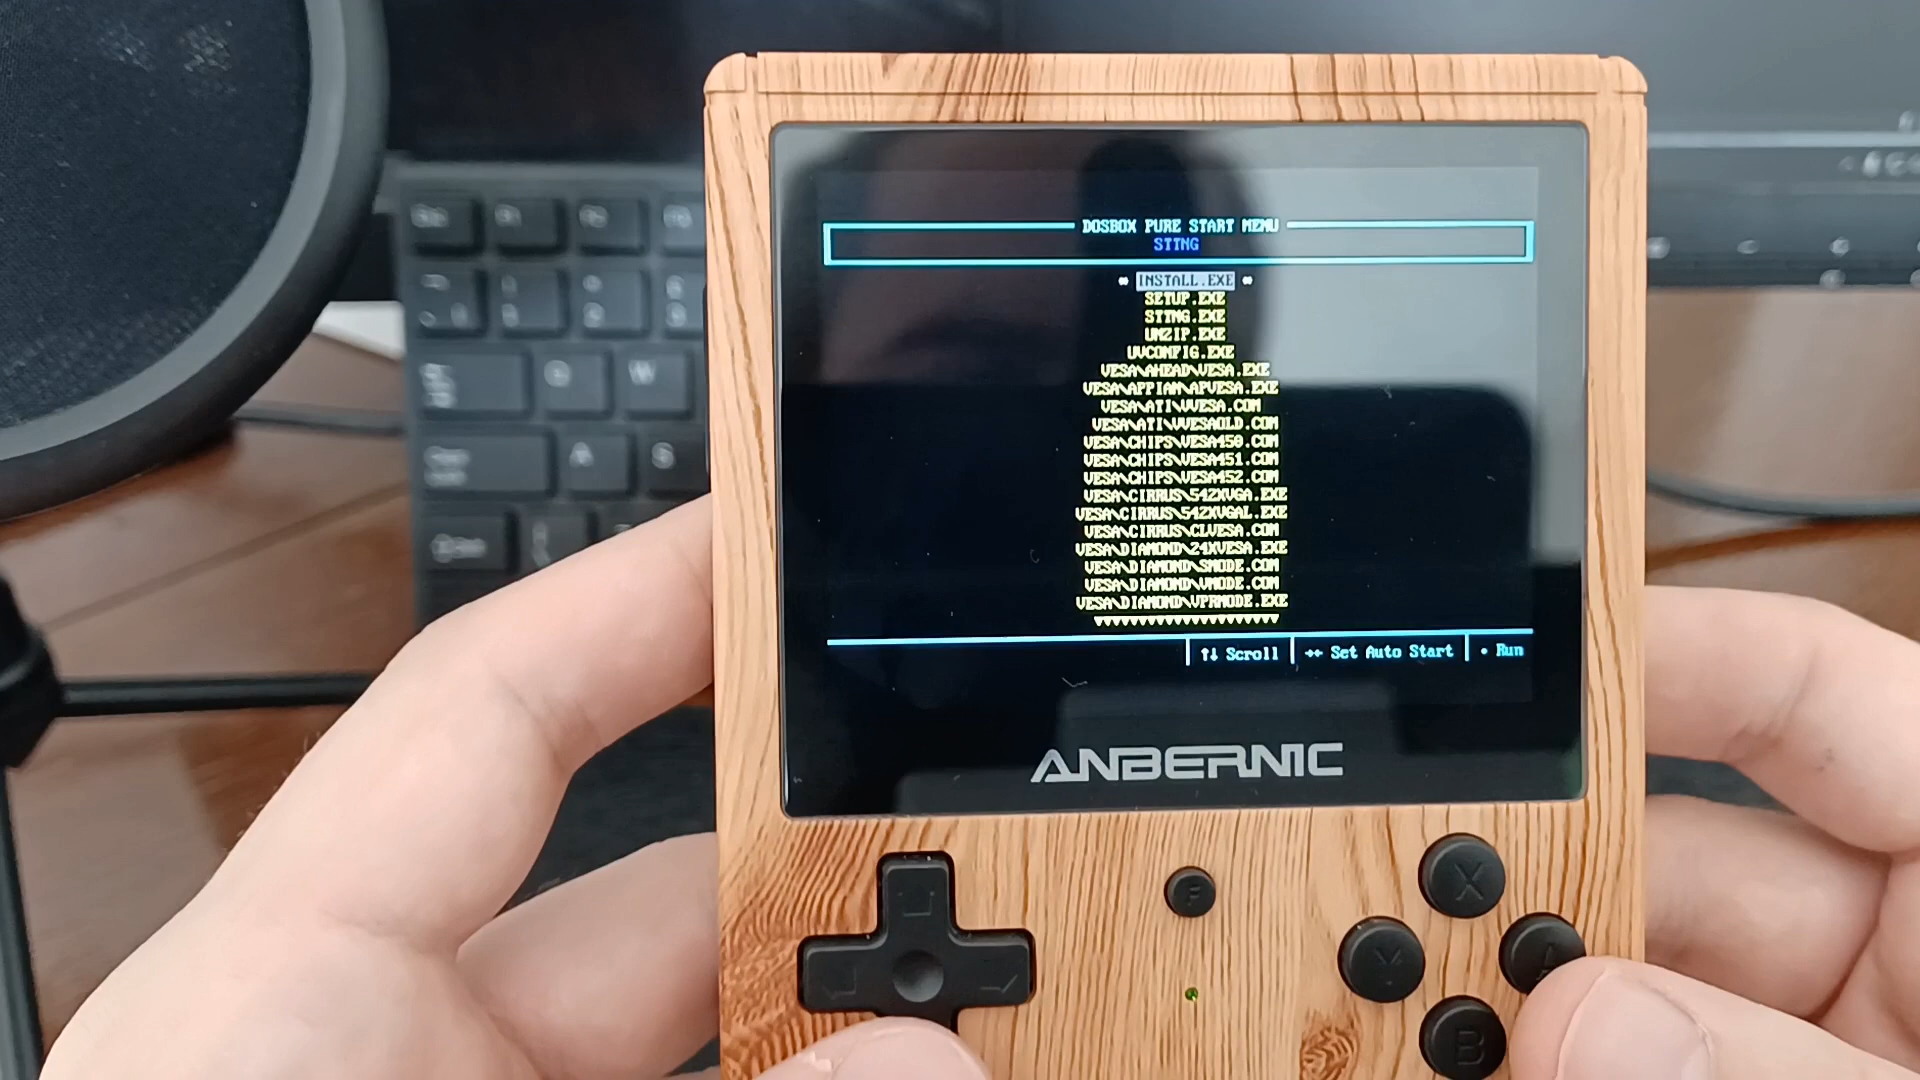 DOSBOX PURE START MENU
STTNG
* INSTALL.EXE *
SETUP.EXE
STTNG.EXE
UNZIP.EXE
UVCONFIG.EXE
VESA\AHEAD\VESA.EXE
VESA\APPIAN\APVESA.EXE
VESA\ATI\VVESA.COM
VESA\ATI\VVESAOLD.COM
VESA\CHIPS\VESA450.COM
VESA\CHIPS\VESA451.COM
VESA\CHIPS\VESA452.COM
VESA\CIRRUS\542XVGA.EXE
VESA\CIRRUS\542XVGAL.EXE
VESA\CIRRUS\CLVESA.COM
VESA\DIAMOND\24XVESA.EXE
VESA\DIAMOND\SMODE.COM
VESA\DIAMOND\VMODE.COM
VESA\DIAMOND\VPRMODE.EXE
↑↓ Scroll
↔ Set Auto Start
• Run
ANBERNIC
F
X
Y
A
B
Q
W
A
S